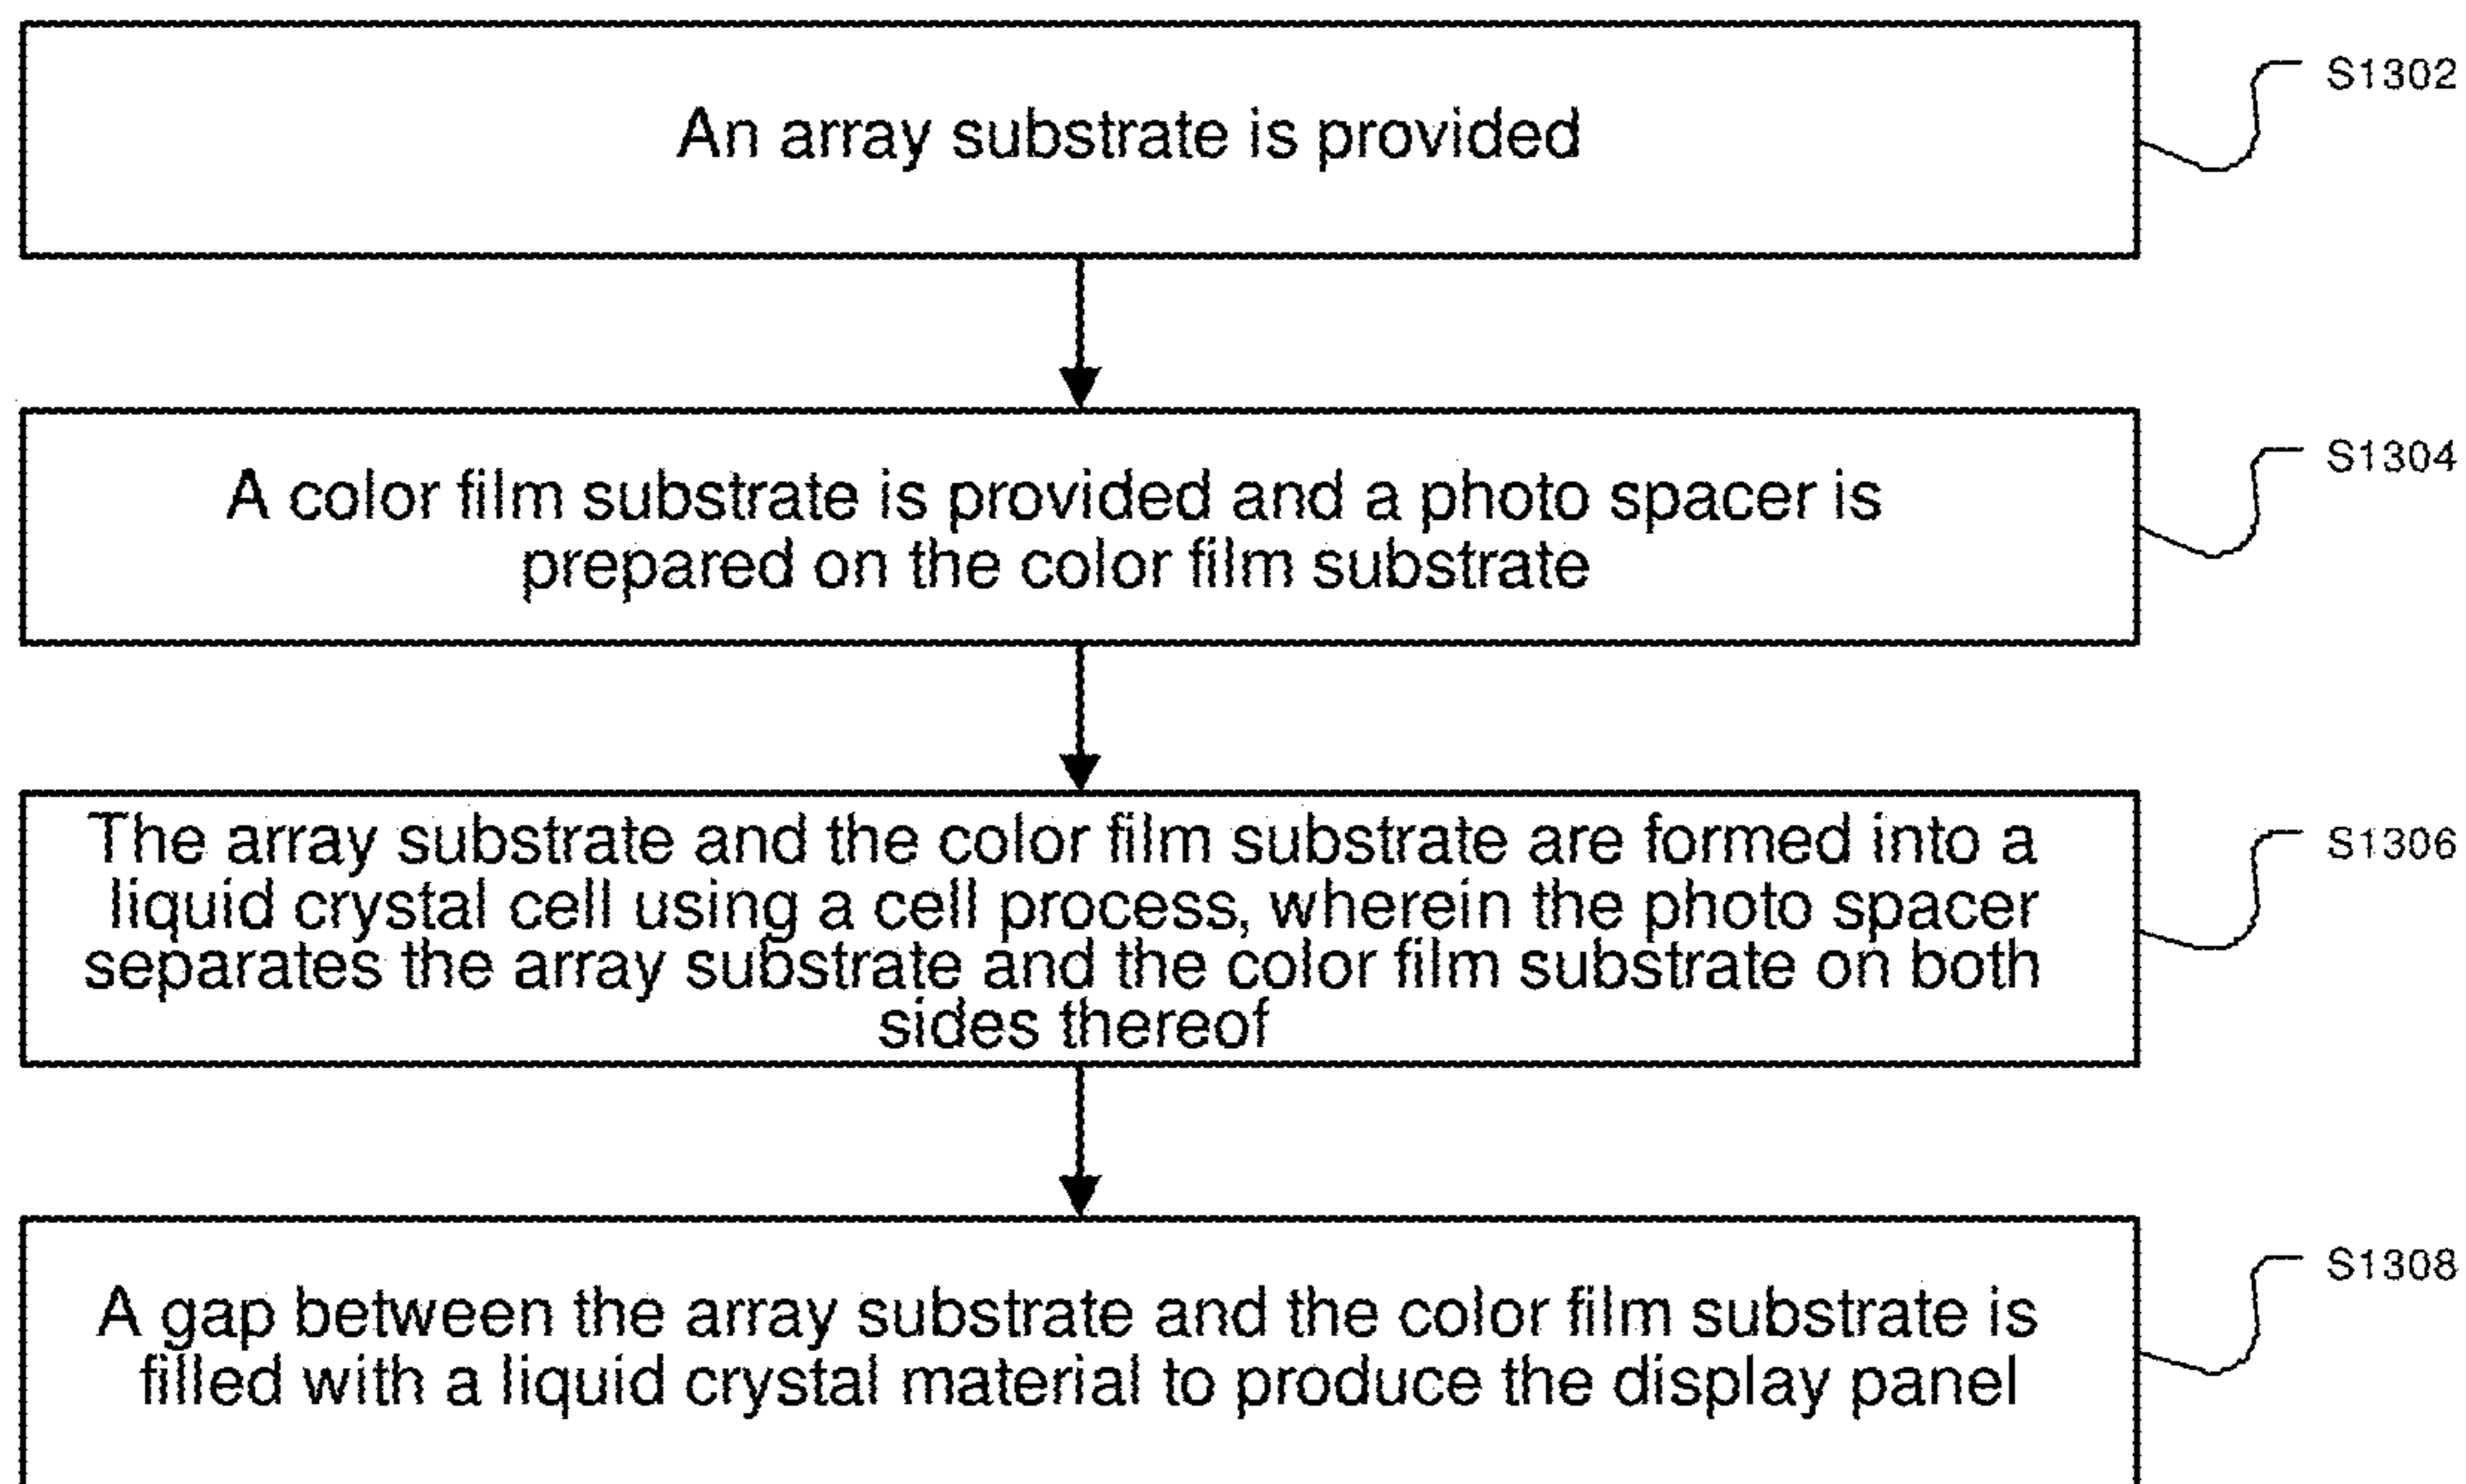 An array substrate is provided
S1302
A color film substrate is provided and a photo spacer is
prepared on the color film substrate
S1304
The array substrate and the color film substrate are formed into a
liquid crystal cell using a cell process, wherein the photo spacer
separates the array substrate and the color film substrate on both
sides thereof
S1306
A gap between the array substrate and the color film substrate is
filled with a liquid crystal material to produce the display panel
S1308